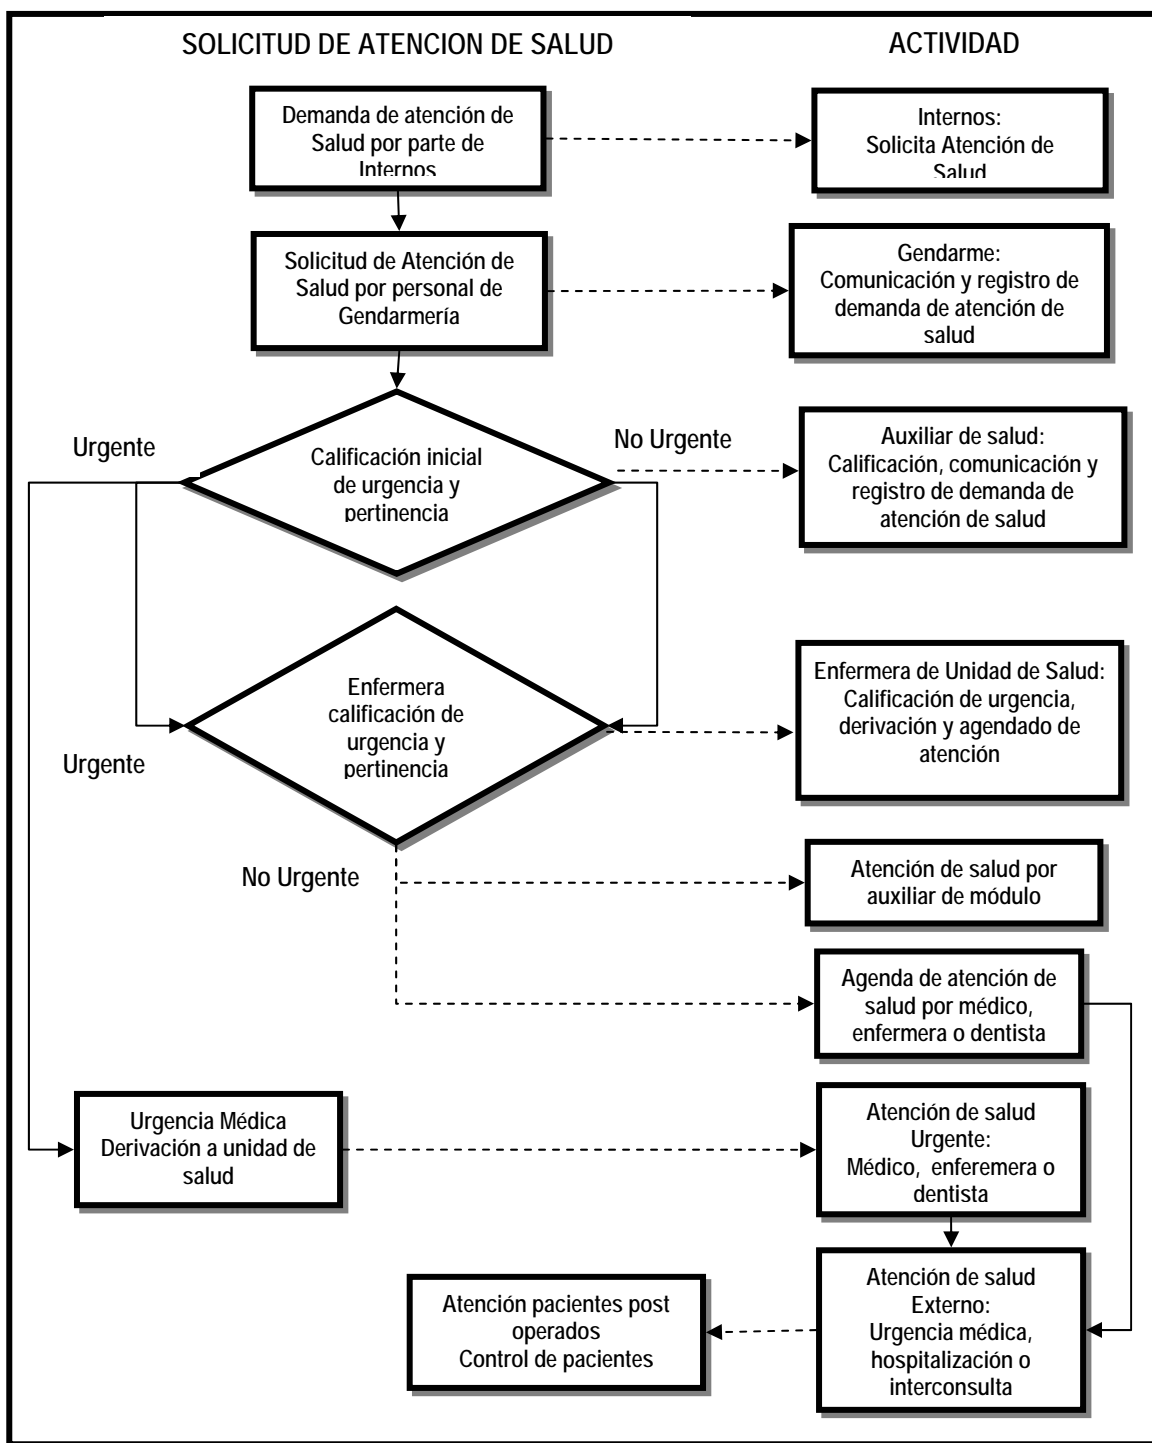 SOLICITUD DE ATENCION DE SALUD
ACTIVIDAD
Demanda de atención de
Salud por parte de
Internos
Internos:
Solicita Atención de
Salud
Solicitud de Atención de
Salud por personal de
Gendarmería
Gendarme:
Comunicación y registro de
demanda de atención de
salud
Urgente
Calificación inicial
de urgencia y
pertinencia
No Urgente
Auxiliar de salud:
Calificación, comunicación y
registro de demanda de
atención de salud
Enfermera
calificación de
urgencia y
pertinencia
Urgente
Enfermera de Unidad de Salud:
Calificación de urgencia,
derivación y agendado de
atención
No Urgente
Atención de salud por
auxiliar de módulo
Agenda de atención de
salud por médico,
enfermera o dentista
Urgencia Médica
Derivación a unidad de
salud
Atención de salud
Urgente:
Médico, enferemera o
dentista
Atención pacientes post
operados
Control de pacientes
Atención de salud
Externo:
Urgencia médica,
hospitalización o
interconsulta